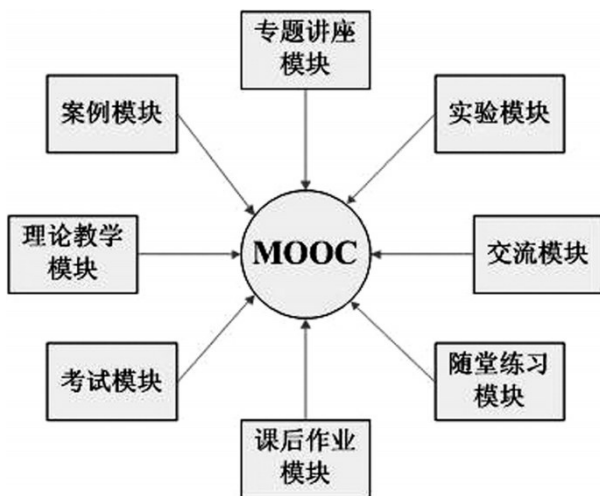 专题讲座
模块
案例模块
实验模块
理论教学
模块
MOOC
交流模块
考试模块
随堂练习
模块
课后作业
模块